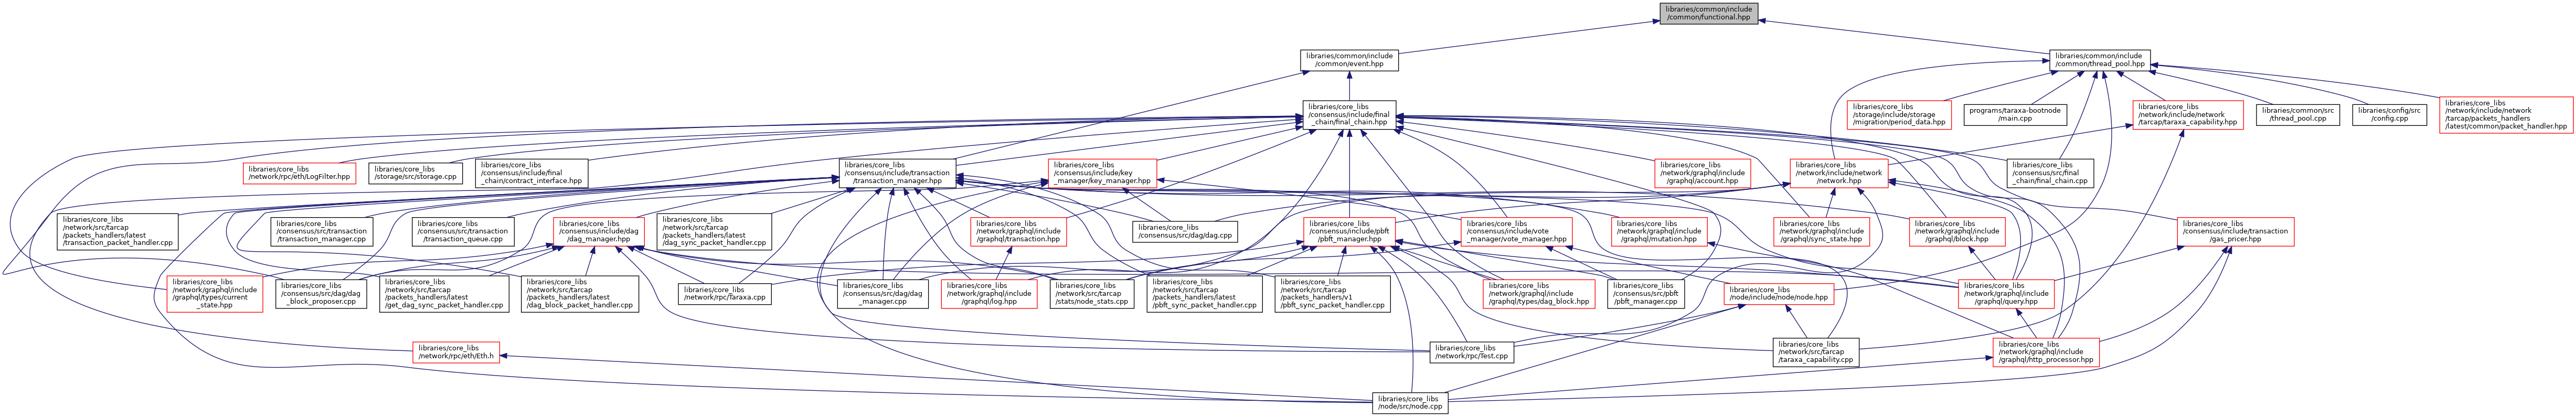 libraries/common/include
/common/functional.hpp
libraries/common/include
/common/event.hpp
libraries/common/include
/common/thread_pool.hpp
libraries/core_libs
/consensus/include/final
_chain/final_chain.hpp
libraries/core_libs
/storage/include/storage
/migration/period_data.hpp
programs/taraxa-bootnode
/main.cpp
libraries/core_libs
/network/include/network
/tarcap/taraxa_capability.hpp
libraries/common/src
/thread_pool.cpp
libraries/config/src
/config.cpp
libraries/core_libs
/network/include/network
/tarcap/packets_handlers
/latest/common/packet_handler.hpp
libraries/core_libs
/network/rpc/eth/LogFilter.hpp
libraries/core_libs
/storage/src/storage.cpp
libraries/core_libs
/consensus/include/final
_chain/contract_interface.hpp
libraries/core_libs
/consensus/include/transaction
/transaction_manager.hpp
libraries/core_libs
/consensus/include/key
_manager/key_manager.hpp
libraries/core_libs
/network/graphql/include
/graphql/account.hpp
libraries/core_libs
/network/include/network
/network.hpp
libraries/core_libs
/consensus/src/final
_chain/final_chain.cpp
libraries/core_libs
/network/src/tarcap
/packets_handlers/latest
/transaction_packet_handler.cpp
libraries/core_libs
/consensus/src/transaction
/transaction_manager.cpp
libraries/core_libs
/consensus/src/transaction
/transaction_queue.cpp
libraries/core_libs
/consensus/include/dag
/dag_manager.hpp
libraries/core_libs
/network/src/tarcap
/packets_handlers/latest
/dag_sync_packet_handler.cpp
libraries/core_libs
/network/graphql/include
/graphql/transaction.hpp
libraries/core_libs
/consensus/src/dag/dag.cpp
libraries/core_libs
/consensus/include/pbft
/pbft_manager.hpp
libraries/core_libs
/consensus/include/vote
_manager/vote_manager.hpp
libraries/core_libs
/network/graphql/include
/graphql/mutation.hpp
libraries/core_libs
/network/graphql/include
/graphql/sync_state.hpp
libraries/core_libs
/network/graphql/include
/graphql/block.hpp
libraries/core_libs
/consensus/include/transaction
/gas_pricer.hpp
libraries/core_libs
/network/graphql/include
/graphql/types/current
_state.hpp
libraries/core_libs
/consensus/src/dag/dag
_block_proposer.cpp
libraries/core_libs
/network/src/tarcap
/packets_handlers/latest
/get_dag_sync_packet_handler.cpp
libraries/core_libs
/network/src/tarcap
/packets_handlers/latest
/dag_block_packet_handler.cpp
libraries/core_libs
/network/rpc/Taraxa.cpp
libraries/core_libs
/consensus/src/dag/dag
_manager.cpp
libraries/core_libs
/network/graphql/include
/graphql/log.hpp
libraries/core_libs
/network/src/tarcap
/stats/node_stats.cpp
libraries/core_libs
/network/src/tarcap
/packets_handlers/latest
/pbft_sync_packet_handler.cpp
libraries/core_libs
/network/src/tarcap
/packets_handlers/v1
/pbft_sync_packet_handler.cpp
libraries/core_libs
/network/graphql/include
/graphql/types/dag_block.hpp
libraries/core_libs
/consensus/src/pbft
/pbft_manager.cpp
libraries/core_libs
/node/include/node/node.hpp
libraries/core_libs
/network/graphql/include
/graphql/query.hpp
libraries/core_libs
/network/rpc/eth/Eth.h
libraries/core_libs
/network/rpc/Test.cpp
libraries/core_libs
/network/src/tarcap
/taraxa_capability.cpp
libraries/core_libs
/network/graphql/include
/graphql/http_processor.hpp
libraries/core_libs
/node/src/node.cpp